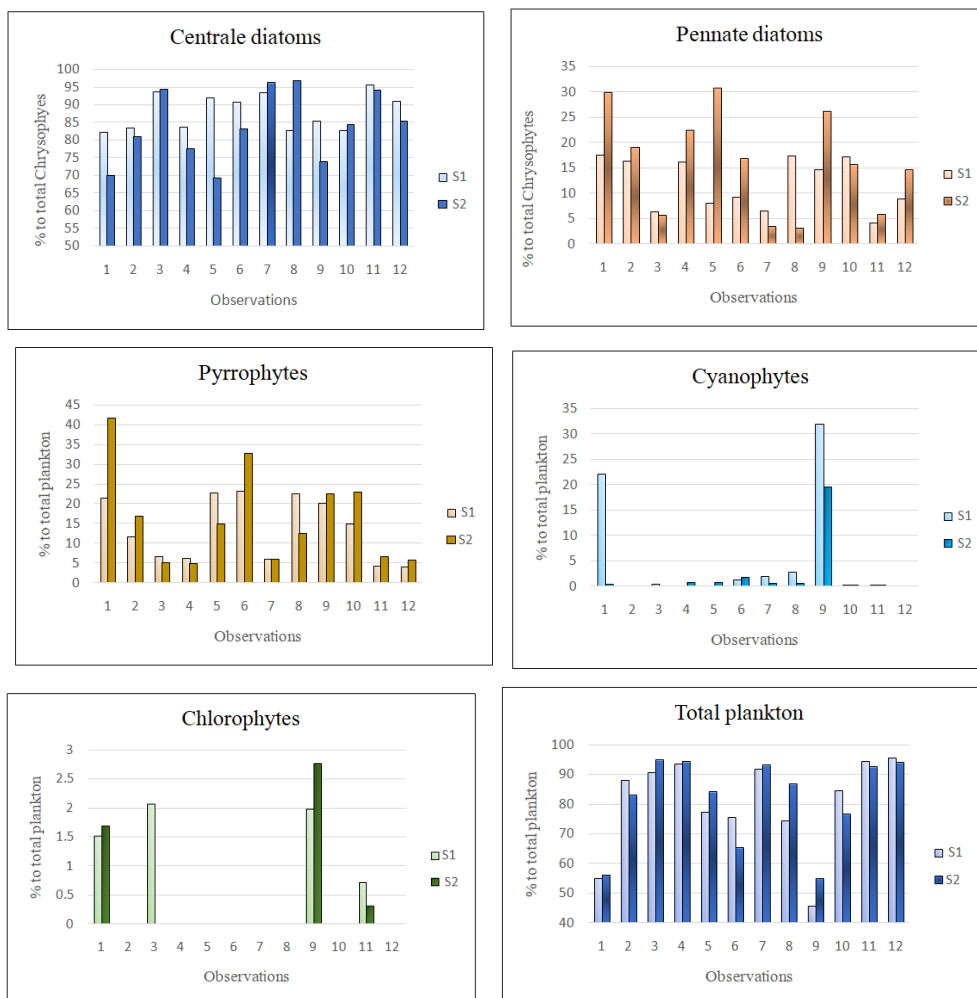 Centrale diatoms
% to total Chrysophyes
100
95
90
85
80
75
70
65
60
55
50
1 2 3 4 5 6 7 8 9 10 11 12
Observations
S1
S2
Pennate diatoms
% to total Chrysophytes
35
30
25
20
15
10
5
0
1 2 3 4 5 6 7 8 9 10 11 12
Observations
S1
S2
Pyrrophytes
% to total plankton
45
40
35
30
25
20
15
10
5
0
1 2 3 4 5 6 7 8 9 10 11 12
Observations
S1
S2
Cyanophytes
% to total plankton
35
30
25
20
15
10
5
0
1 2 3 4 5 6 7 8 9 10 11 12
Observations
S1
S2
Chlorophytes
% to total plankton
3
2.5
2
1.5
1
0.5
0
1 2 3 4 5 6 7 8 9 10 11 12
Observations
S1
S2
Total plankton
% to total plankton
100
90
80
70
60
50
40
1 2 3 4 5 6 7 8 9 10 11 12
Observations
S1
S2